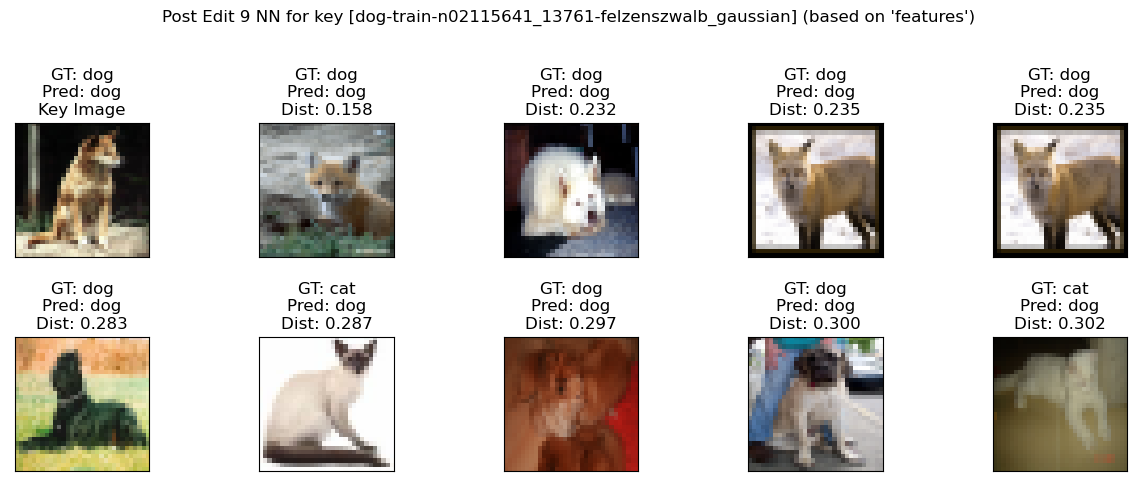 Post Edit 9 NN for key [dog-train-n02115641_13761-felzenszwalb_gaussian] (based on 'features')
GT: dog
Pred: dog
Key Image
GT: dog
Pred: dog
Dist: 0.158
GT: dog
Pred: dog
Dist: 0.232
GT: dog
Pred: dog
Dist: 0.235
GT: dog
Pred: dog
Dist: 0.235
GT: dog
Pred: dog
Dist: 0.283
GT: cat
Pred: dog
Dist: 0.287
GT: dog
Pred: dog
Dist: 0.297
GT: dog
Pred: dog
Dist: 0.300
GT: cat
Pred: dog
Dist: 0.302